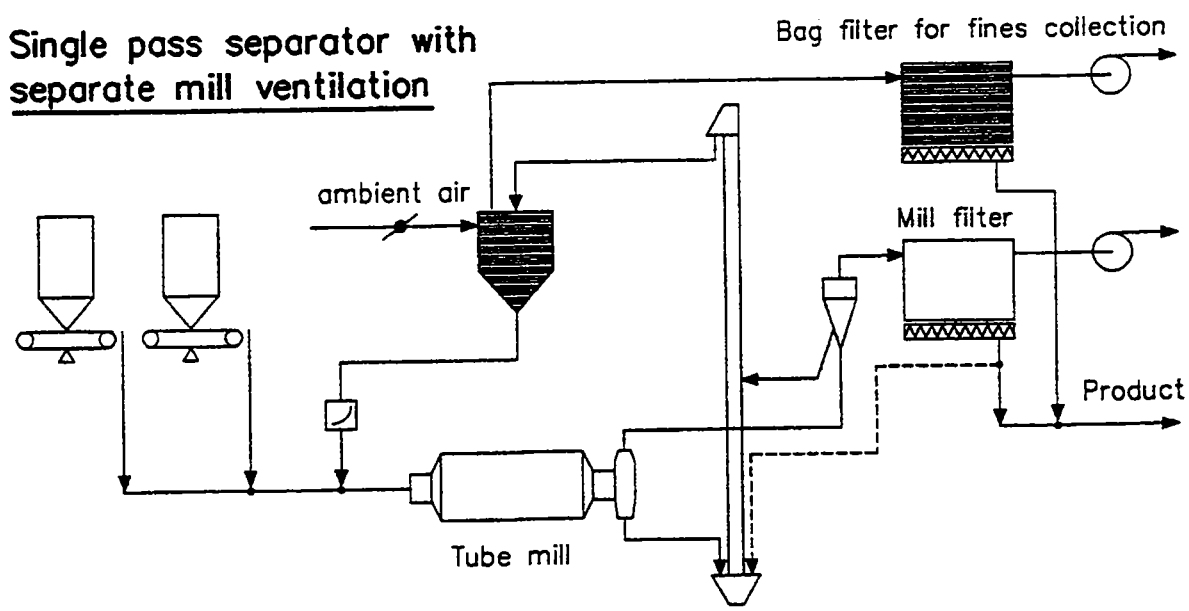 Single pass separator with
separate mill ventilation
Bag filter for fines collection
ambient air
Mill filter
Product
Tube mill